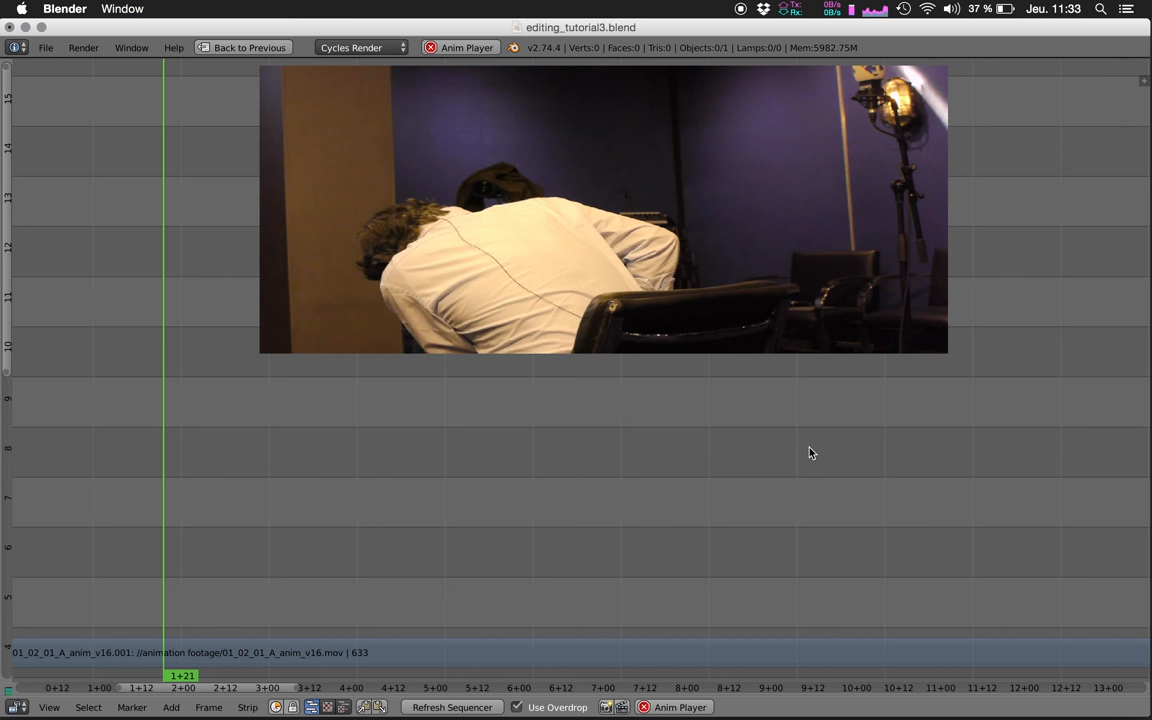 Blender Window Tx: Rx: 0B/s 0B/s 37 % Jeu. 11:33
editing_tutorial3.blend
File Render Window Help Back to Previous Cycles Render Anim Player v2.74.4 | Verts:0 | Faces:0 | Tris:0 | Objects:0/1 | Lamps:0/0 | Mem:5982.75M
15
14
13
12
11
10
9
8
7
6
5
4
01_02_01_A_anim_v16.001: //animation footage/01_02_01_A_anim_v16.mov | 633
1+21
0+12 1+00 1+12 2+00 2+12 3+00 3+12 4+00 4+12 5+00 5+12 6+00 6+12 7+00 7+12 8+00 8+12 9+00 9+12 10+00 10+12 11+00 11+12 12+00 12+12 13+00
View Select Marker Add Frame Strip Refresh Sequencer Use Overdrop Anim Player